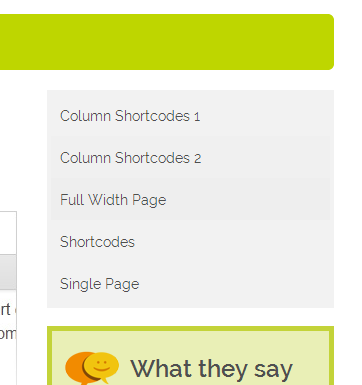 Column Shortcodes 1
Column Shortcodes 2
Full Width Page
Shortcodes
Single Page
What they say